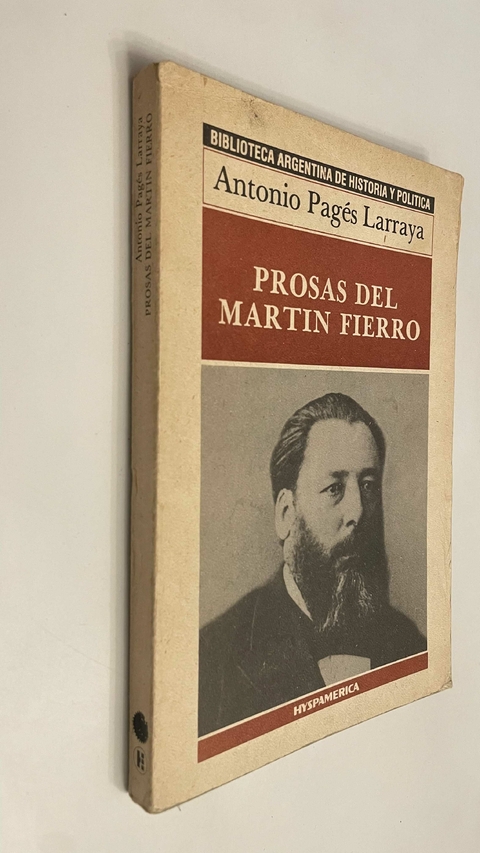 BIBLIOTECA ARGENTINA DE HISTORIA Y POLITICA
Antonio Pagés Larraya
PROSAS DEL
MARTIN FIERRO
HYSPAMERICA
Antonio Pagés Larraya
PROSAS DEL MARTIN FIERRO
H